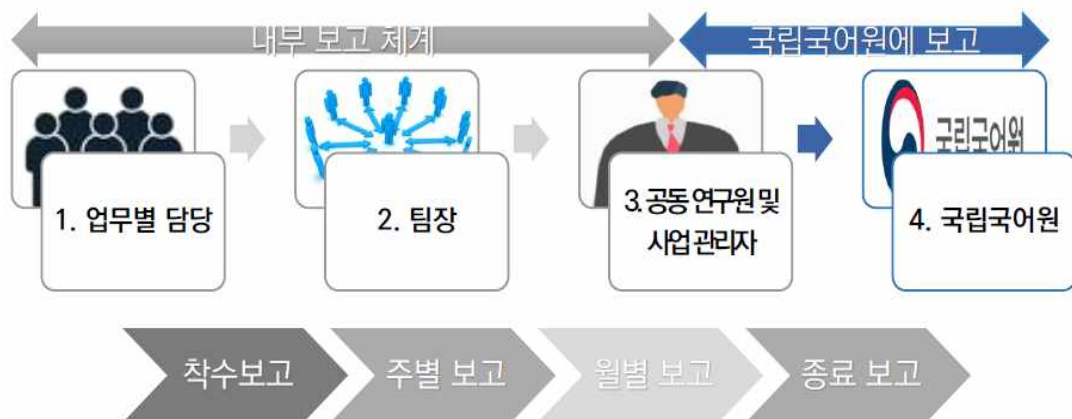 내부 보고 체계
국립국어원에 보고
국립국어원
1. 업무별 담당
2. 팀장
3. 공동 연구원 및
사업 관리자
4. 국립국어원
착수보고
주별 보고
월별 보고
종료 보고